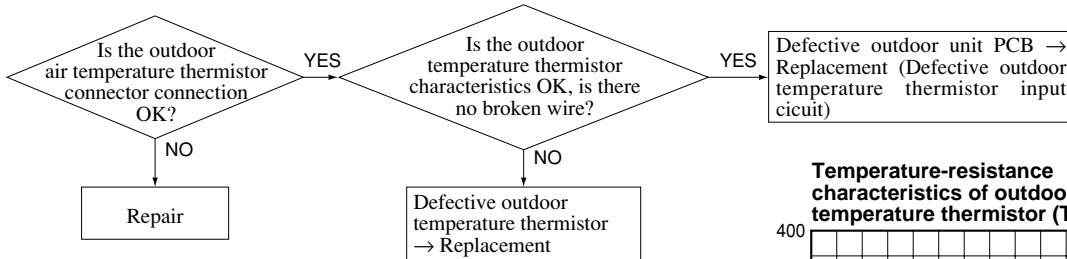 Is the outdoor
air temperature thermistor
connector connection
OK?
YES
NO
Repair
Is the outdoor
temperature thermistor
characteristics OK, is there
no broken wire?
YES
NO
Defective outdoor
temperature thermistor
→ Replacement
Defective outdoor unit PCB →
Replacement (Defective outdoor
temperature thermistor input
cicuit)
Temperature-resistance
characteristics of outdoo
temperature thermistor (T
400